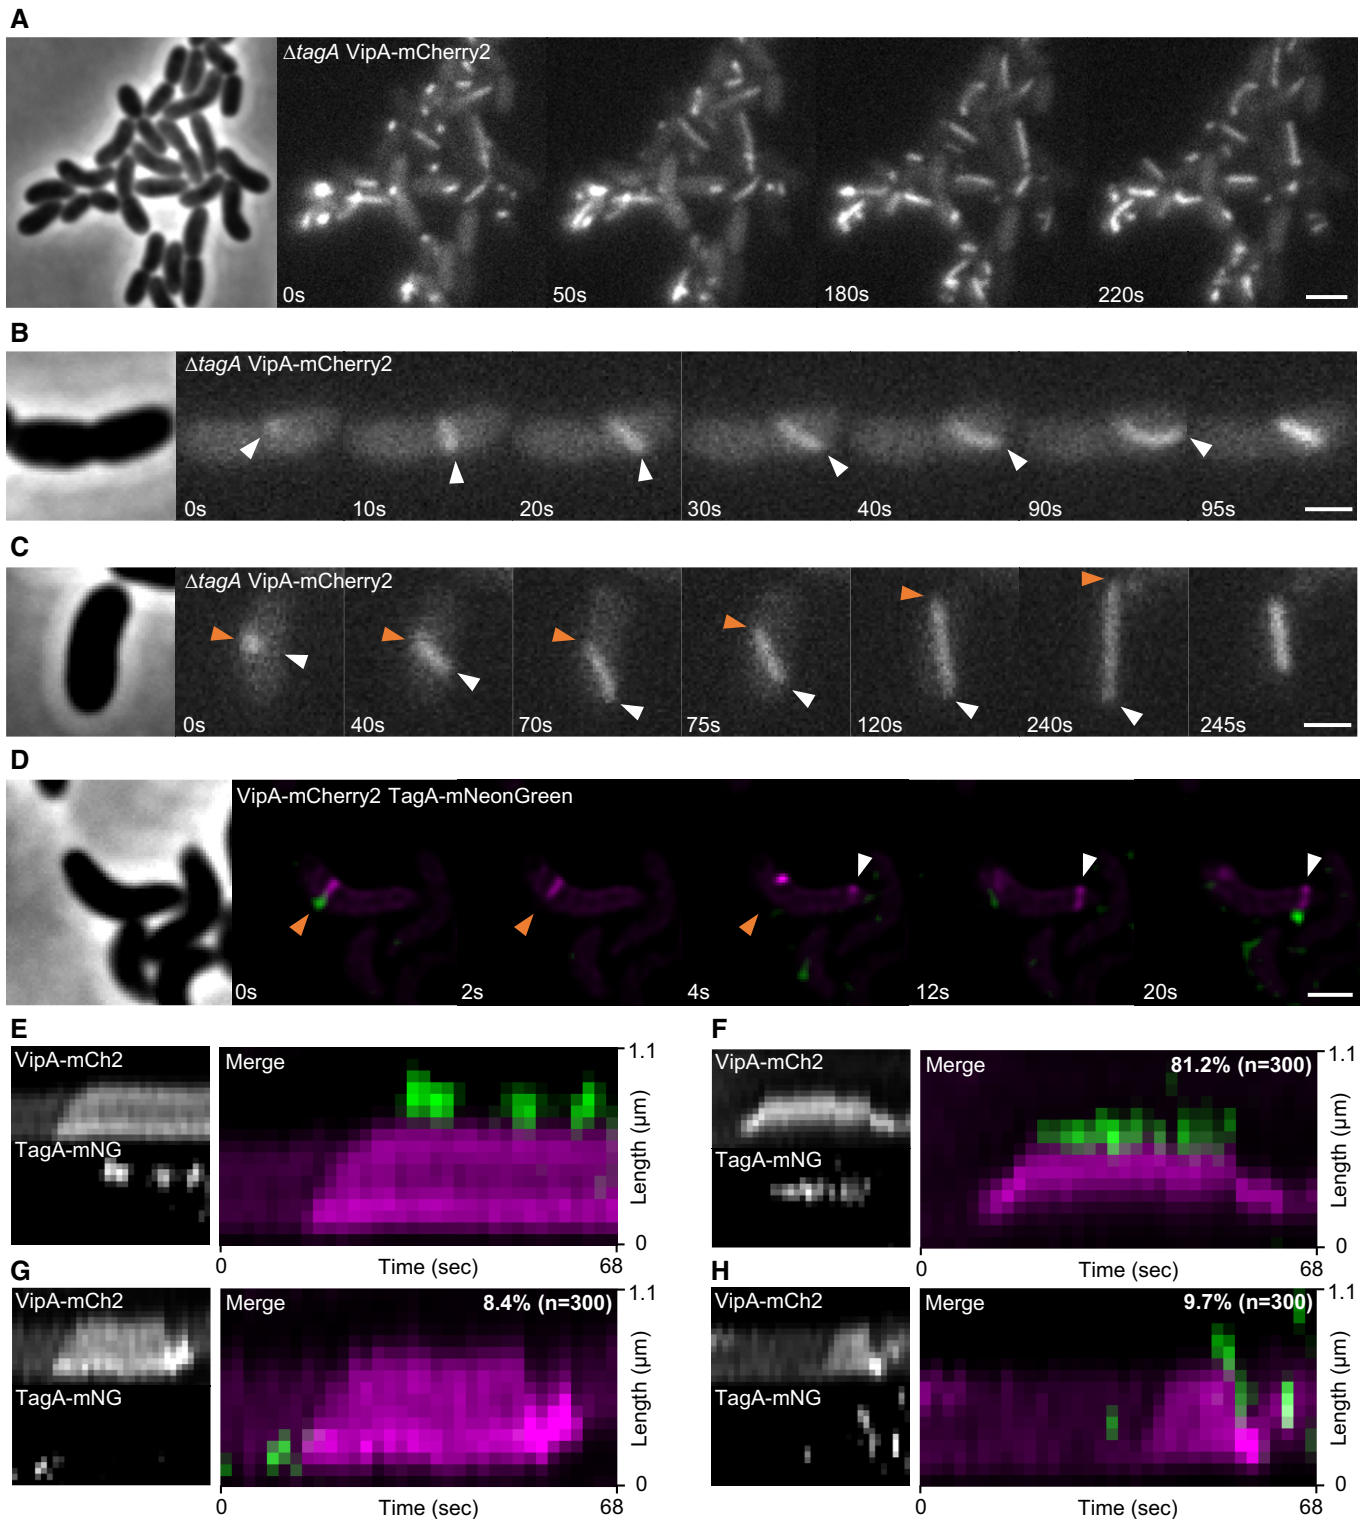 A
ΔtagA VipA-mCherry2
0s 50s 180s 220s
B
ΔtagA VipA-mCherry2
0s 10s 20s 30s 40s 90s 95s
C
ΔtagA VipA-mCherry2
0s 40s 70s 75s 120s 240s 245s
D
VipA-mCherry2 TagA-mNeonGreen
0s 2s 4s 12s 20s
E
VipA-mCh2
TagA-mNG
Merge
1.1
Length (µm)
0
0 Time (sec) 68
F
VipA-mCh2
TagA-mNG
Merge 81.2% (n=300)
1.1
Length (µm)
0
0 Time (sec) 68
G
VipA-mCh2
TagA-mNG
Merge 8.4% (n=300)
1.1
Length (µm)
0
0 Time (sec) 68
H
VipA-mCh2
TagA-mNG
Merge 9.7% (n=300)
1.1
Length (µm)
0
0 Time (sec) 68